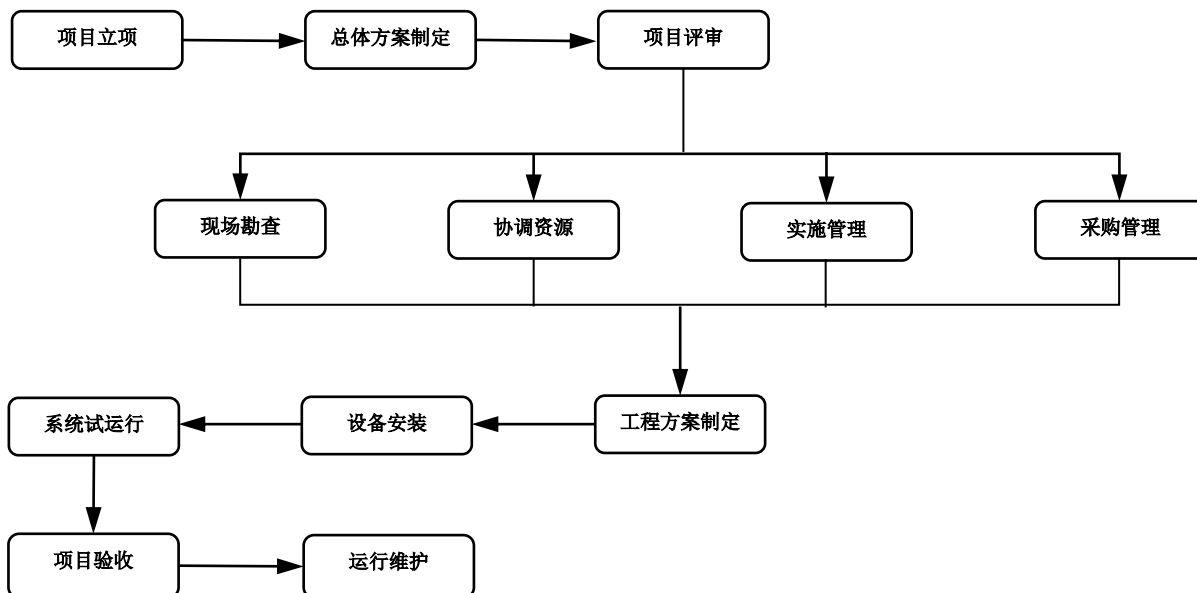 项目立项
总体方案制定
项目评审
现场勘查
协调资源
实施管理
采购管理
工程方案制定
设备安装
系统试运行
项目验收
运行维护